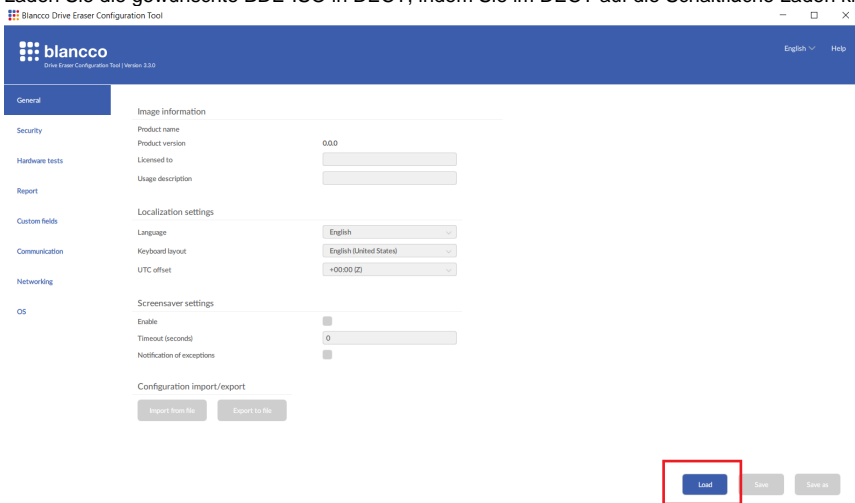 Laden Sie die gewünschte BDE ISO in DECT, indem Sie im DECT auf die Schaltfläche Laden
Blancco Drive Eraser Configuration Tool
blancco
Drive Eraser Configuration Tool | Version 3.3.0
English
Help
General
Security
Hardware tests
Report
Custom fields
Communication
Networking
OS
Image information
Product name
Product version 0.0.0
Licensed to
Usage description
Localization settings
Language English
Keyboard layout English (United States)
UTC offset +00:00 (Z)
Screensaver settings
Enable
Timeout (seconds) 0
Notification of exceptions
Configuration import/export
Import from file Export to file
Load Save Save as